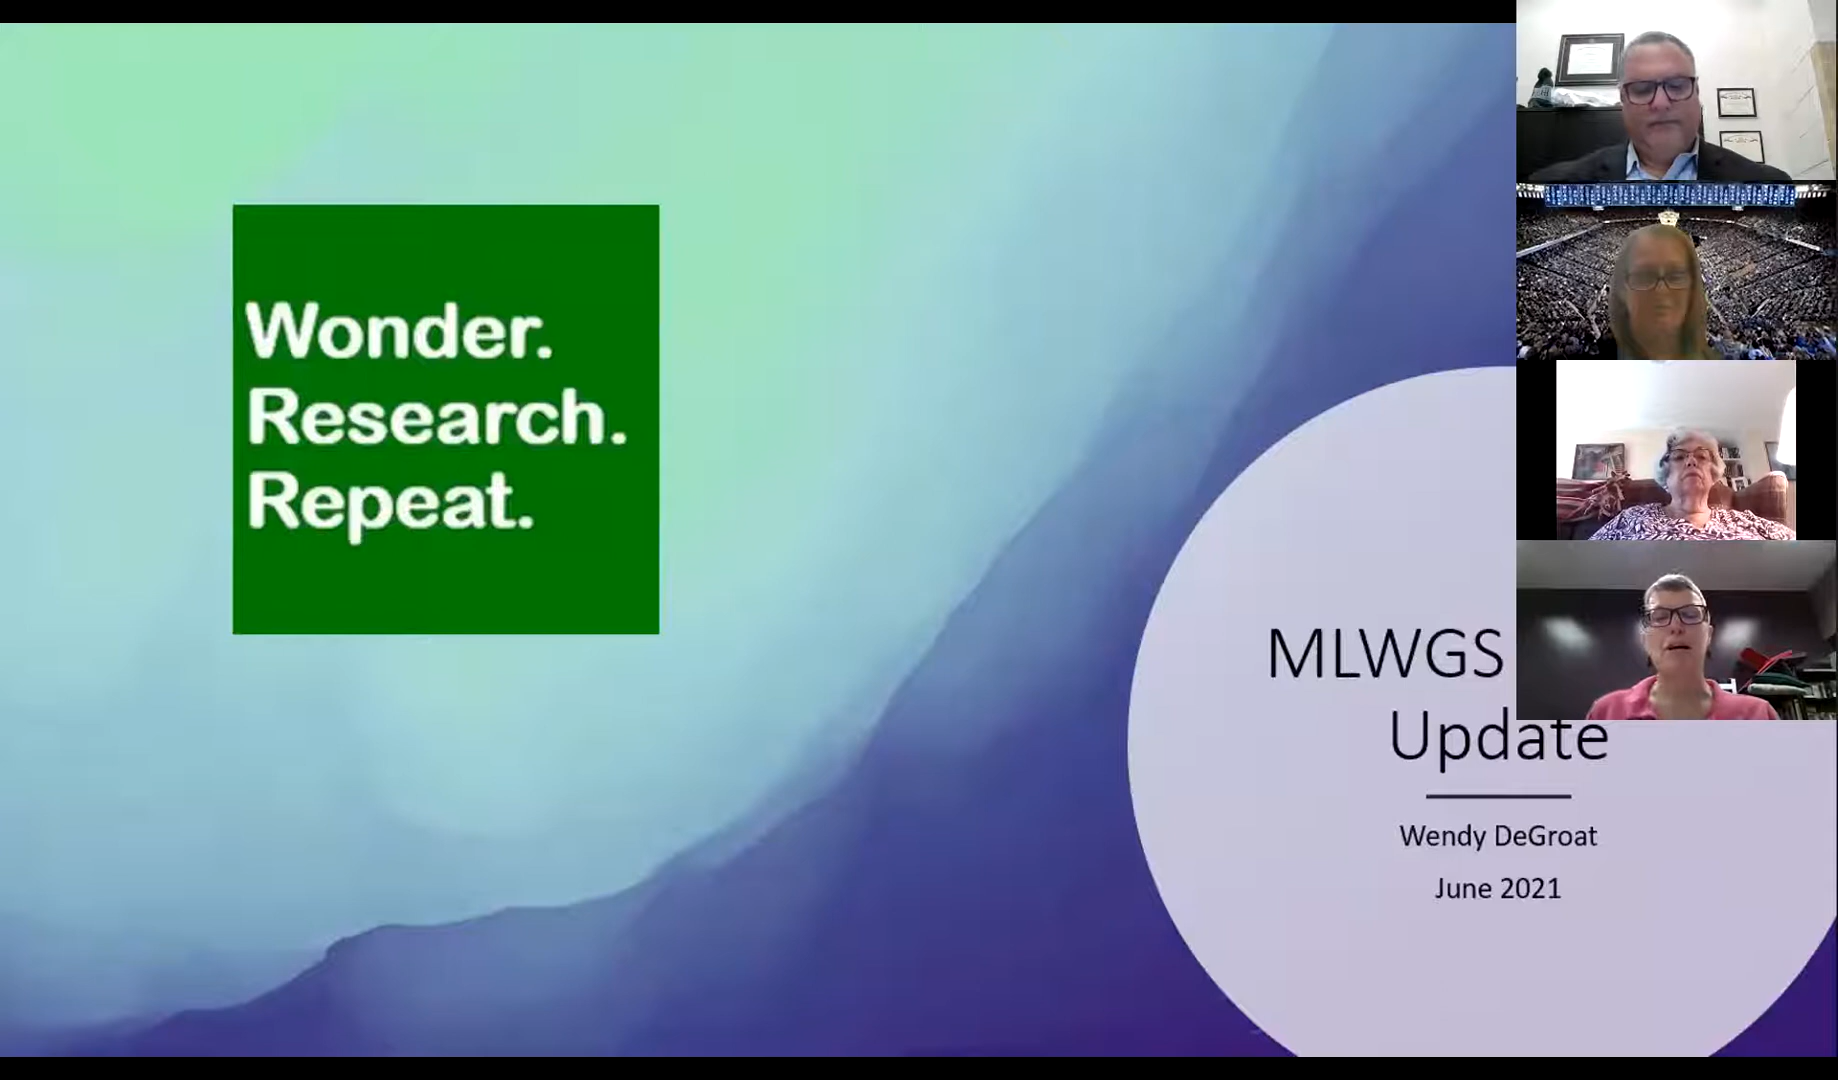 Wonder.
Research.
Repeat.
MLWGS
Update
Wendy DeGroat
June 2021